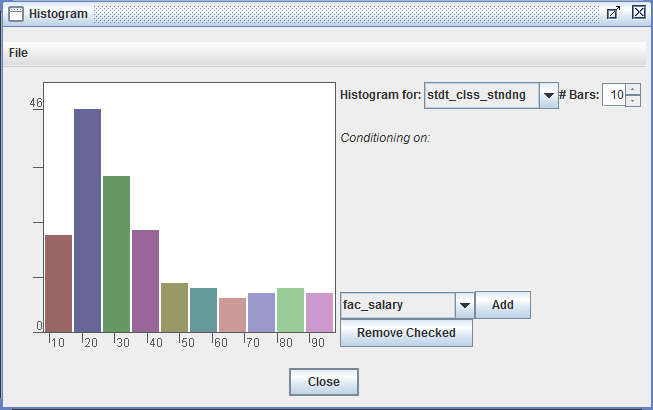 Histogram
File
46
0
10 20 30 40 50 60 70 80 90
Histogram for: stdt_clss_stndng # Bars: 10
Conditioning on:
fac_salary Add
Remove Checked
Close